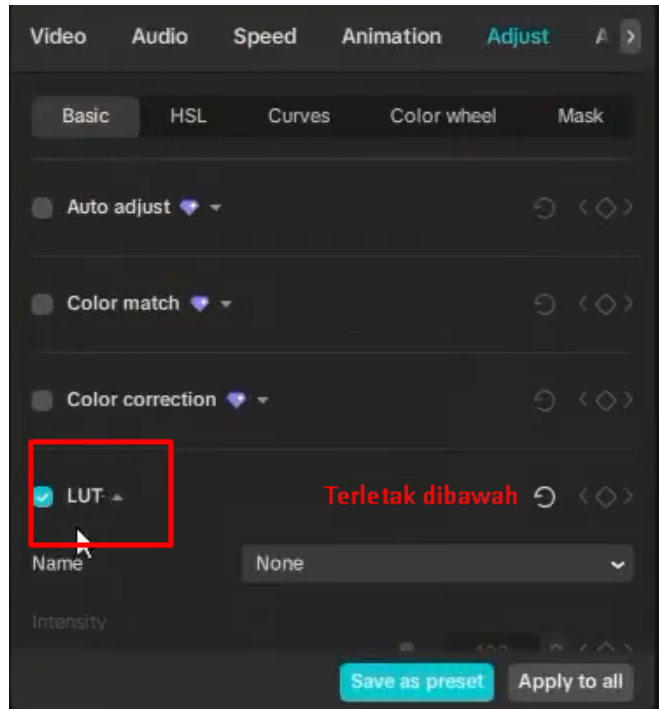 Video Audio Speed Animation Adjust A
Basic HSL Curves Color wheel Mask
Auto adjust
Color match
Color correction
LUT Terletak dibawah
Name None
Intensity
Save as preset Apply to all